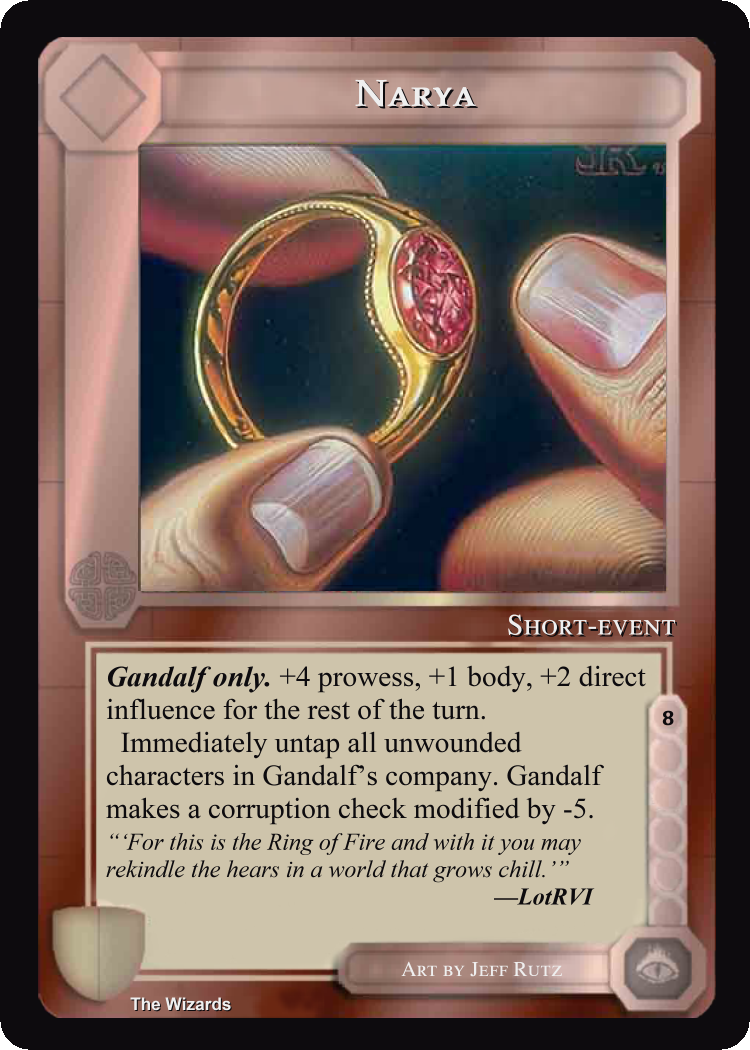 NARYA
JRR 95
SHORT-EVENT
Gandalf only. +4 prowess, +1 body, +2 direct
influence for the rest of the turn.
Immediately untap all unwounded
characters in Gandalf's company. Gandalf
makes a corruption check modified by -5.
"'For this is the Ring of Fire and with it you may
rekindle the hears in a world that grows chill.'"
—LotRVI
8
ART BY JEFF RUTZ
The Wizards